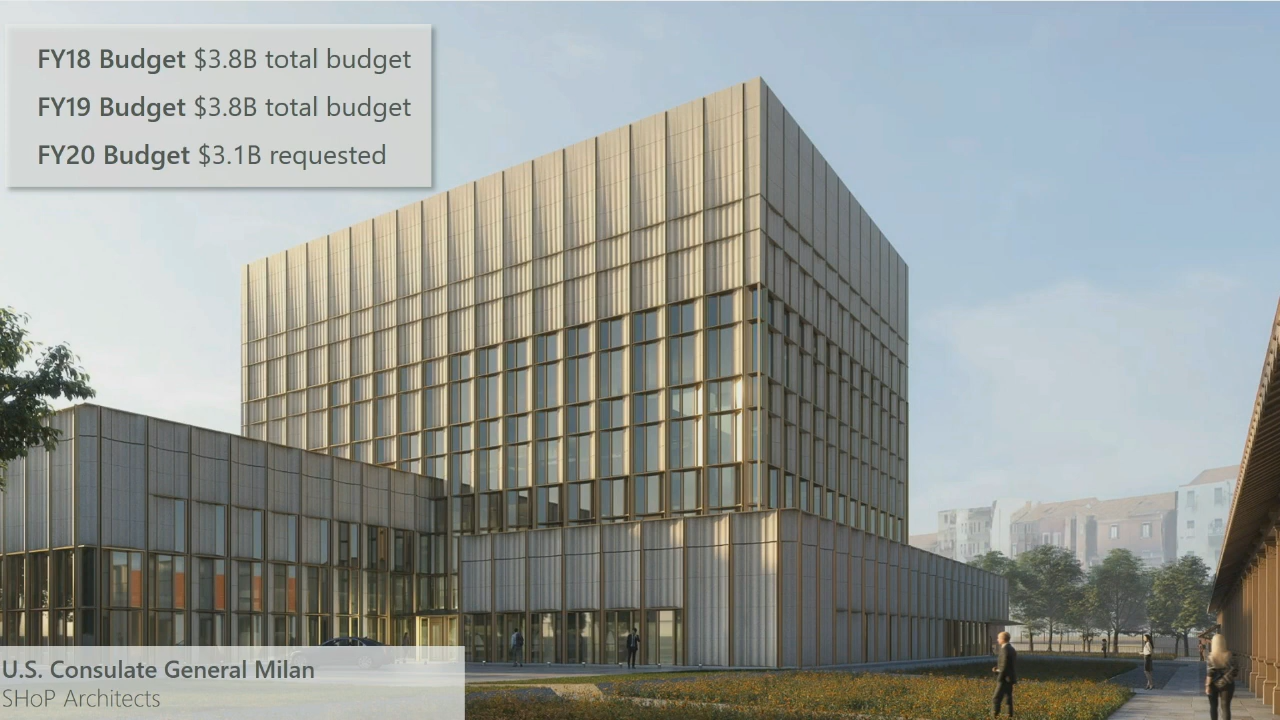 FY18 Budget $3.8B total budget
FY19 Budget $3.8B total budget
FY20 Budget $3.1B requested
U.S. Consulate General Milan
SHoP Architects